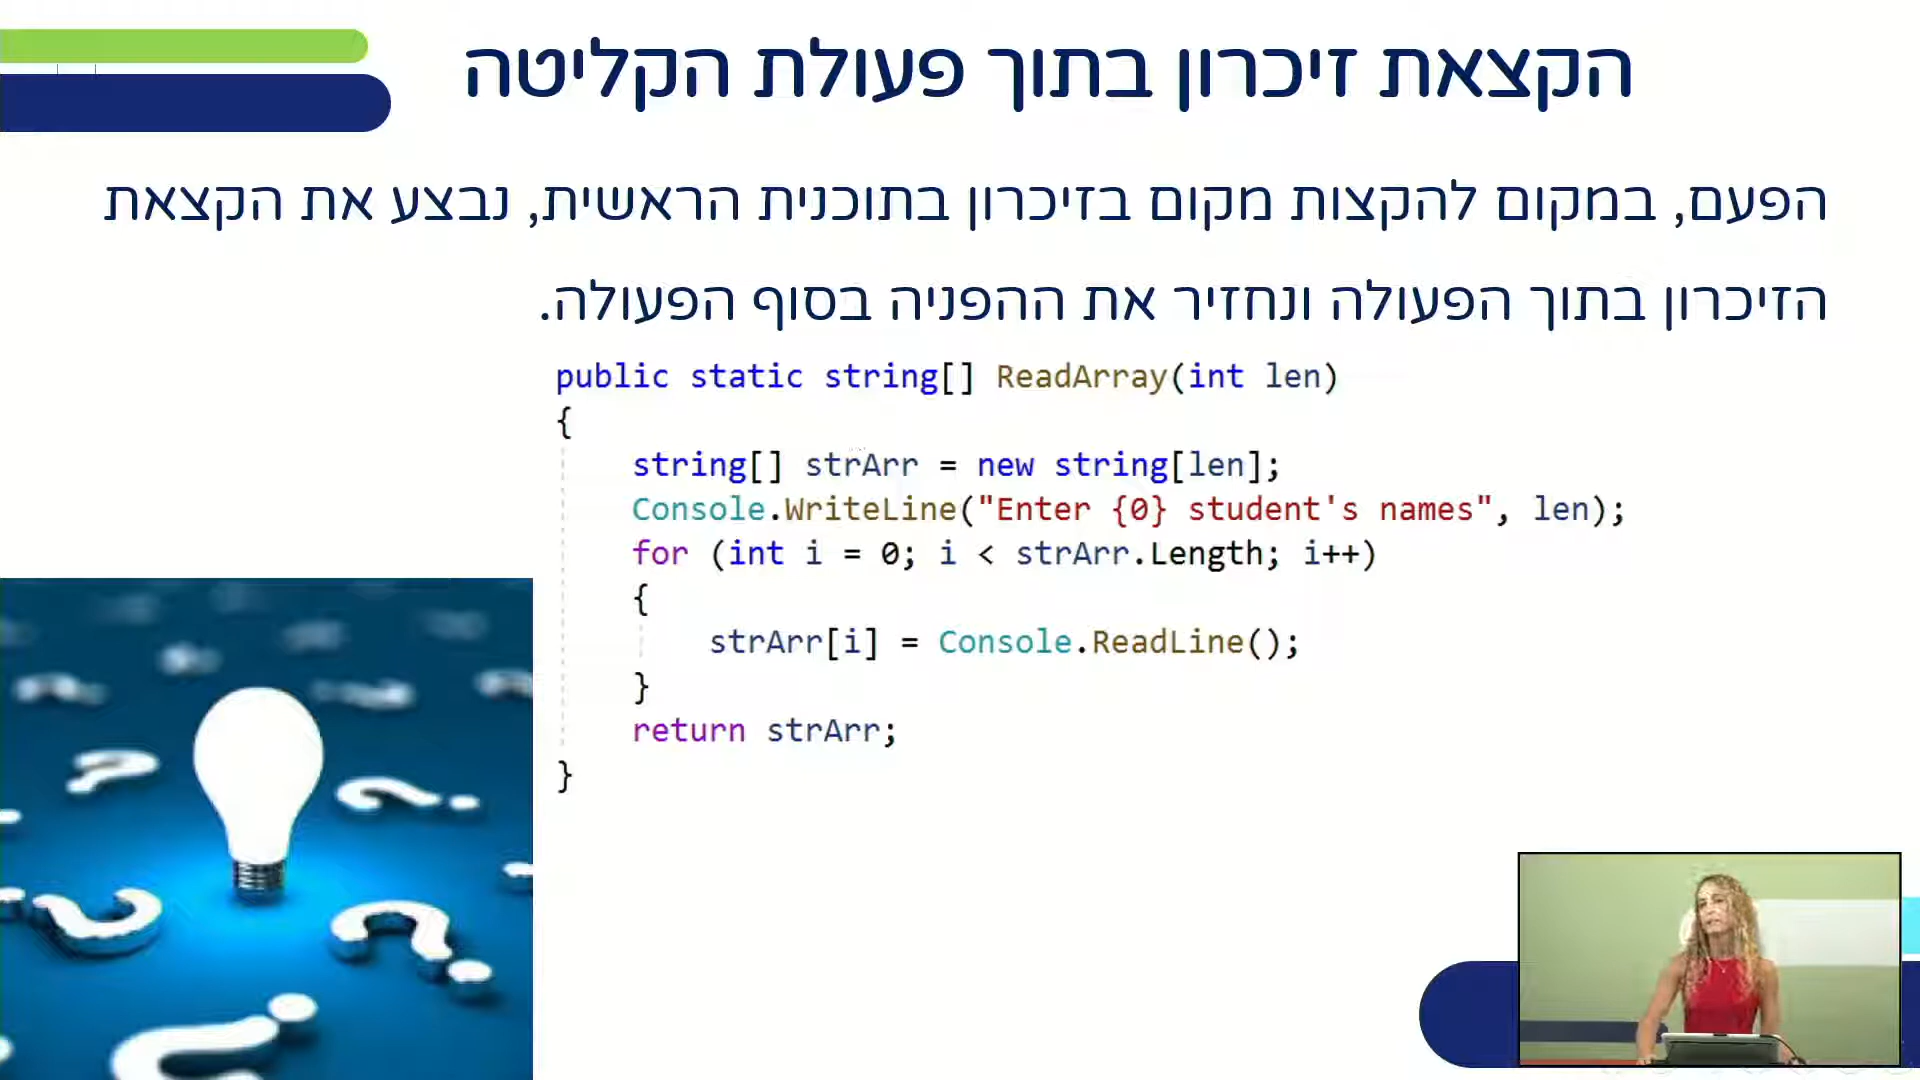 הקצאת זיכרון בתוך פעולת הקליטה
הפעם, במקום להקצות מקום בזיכרון בתוכנית הראשית, נבצע את הקצאת
הזיכרון בתוך הפעולה ונחזיר את ההפניה בסוף הפעולה.
public static string[] ReadArray(int len)
{
string[] strArr = new string[len];
Console.WriteLine("Enter {0} student's names", len);
for (int i = 0; i < strArr.Length; i++)
{
strArr[i] = Console.ReadLine();
}
return strArr;
}